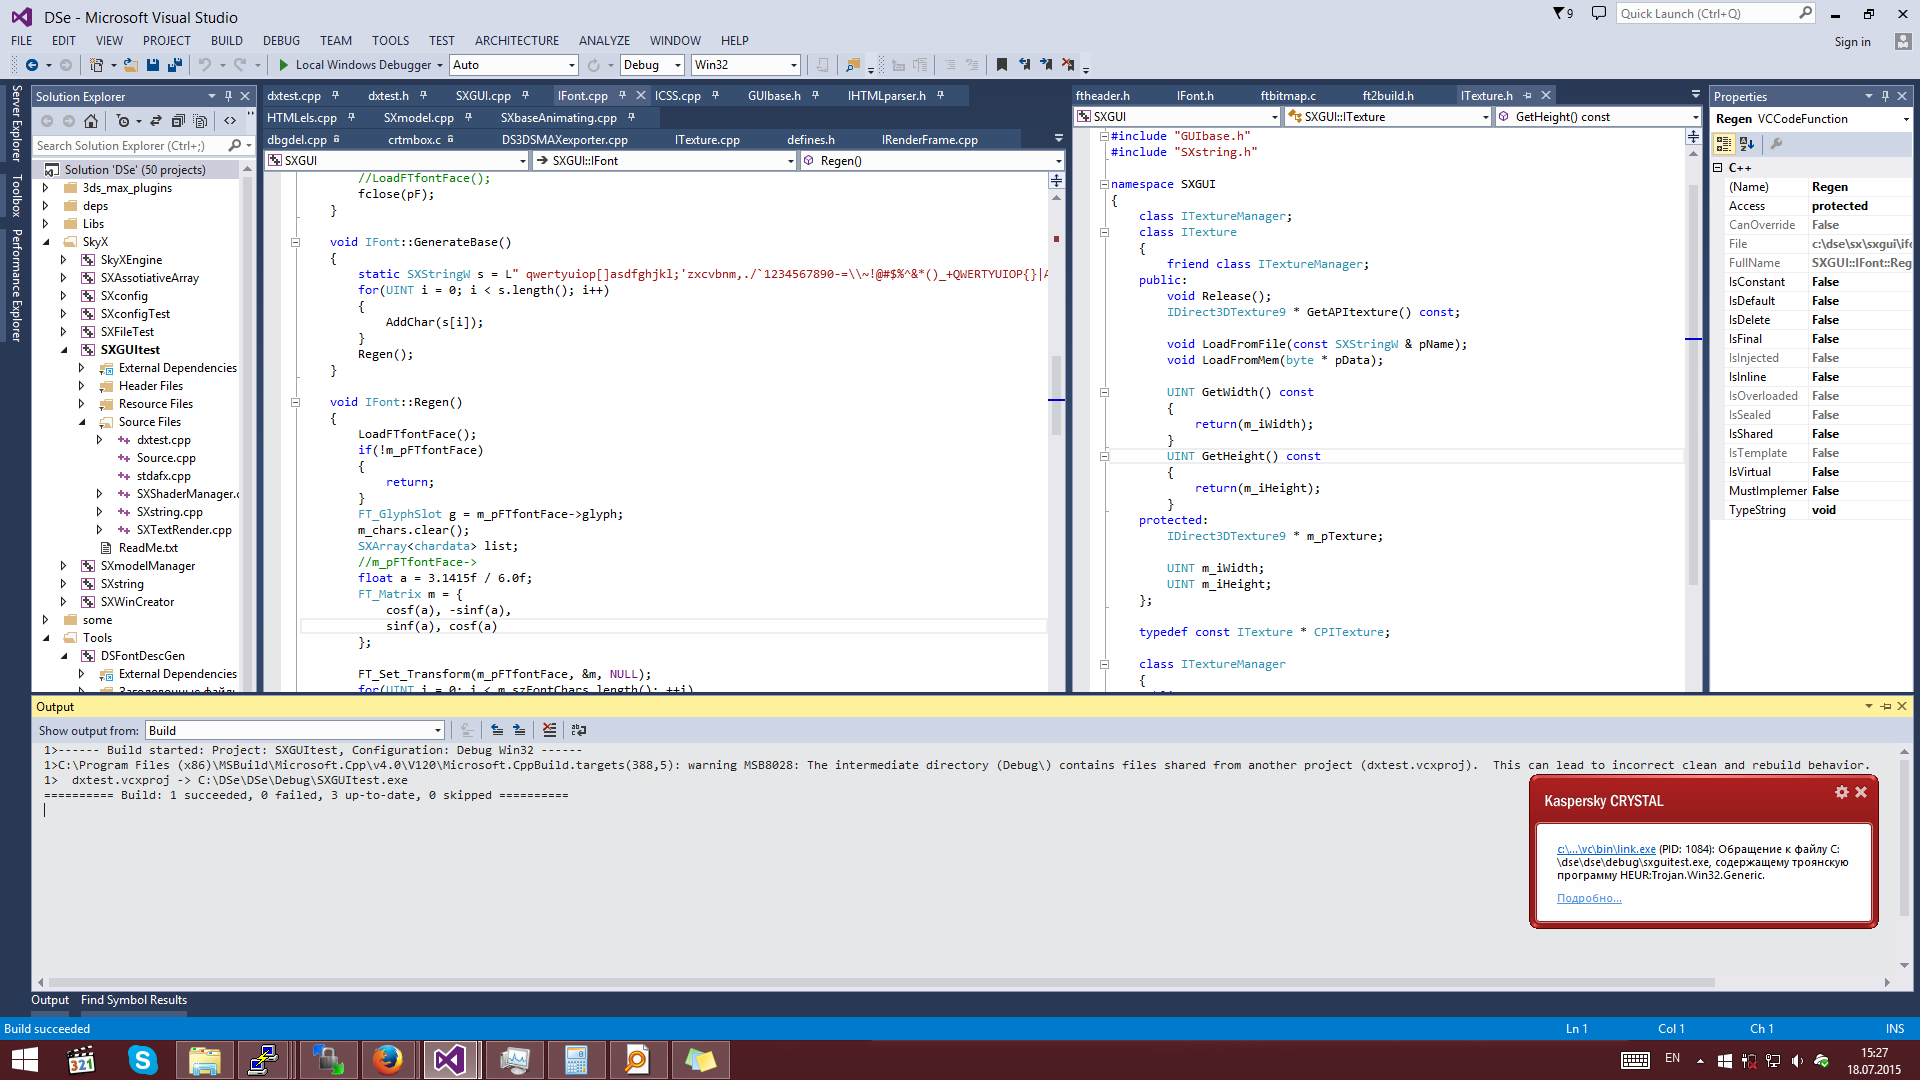 DSe - Microsoft Visual Studio
9
Quick Launch (Ctrl+Q)
FILE EDIT VIEW PROJECT BUILD DEBUG TEAM TOOLS TEST ARCHITECTURE ANALYZE WINDOW HELP
Sign in
Local Windows Debugger Auto Debug Win32
Server Explorer
Toolbox
Performance Explorer
Solution Explorer
Search Solution Explorer (Ctrl+;)
Solution 'DSe' (50 projects)
3ds_max_plugins
deps
Libs
SkyX
SkyXEngine
SXAssotiativeArray
SXconfig
SXconfigTest
SXFileTest
SXGUItest
External Dependencies
Header Files
Resource Files
Source Files
dxtest.cpp
Source.cpp
stdafx.cpp
SXShaderManager.c
SXstring.cpp
SXTextRender.cpp
ReadMe.txt
SXmodelManager
SXstring
SXWinCreator
some
Tools
DSFontDescGen
External Dependencies
Заголовочные файлы
dxtest.cpp dxtest.h SXGUI.cpp IFont.cpp ICSS.cpp GUIbase.h IHTMLparser.h
HTMLels.cpp SXmodel.cpp SXbaseAnimating.cpp
dbgdel.cpp crtmbox.c DS3DSMAXexporter.cpp ITexture.cpp defines.h IRenderFrame.cpp
SXGUI SXGUI::IFont Regen()
//LoadFTfontFace();
fclose(pF);
}
void IFont::GenerateBase()
{
static SXStringW s = L" qwertyuiop[]asdfghjkl;'zxcvbnm,./`1234567890-=\\~!@#$%^&*()_+QWERTYUIOP{}|A
for(UINT i = 0; i < s.length(); i++)
{
AddChar(s[i]);
}
Regen();
}
void IFont::Regen()
{
LoadFTfontFace();
if(!m_pFTfontFace)
{
return;
}
FT_GlyphSlot g = m_pFTfontFace->glyph;
m_chars.clear();
SXArray<chardata> list;
//m_pFTfontFace->
float a = 3.1415f / 6.0f;
FT_Matrix m = {
cosf(a), -sinf(a),
sinf(a), cosf(a)
};
FT_Set_Transform(m_pFTfontFace, &m, NULL);
for(UINT i = 0; i < m_szFontChars.length(); ++i)
ftheader.h IFont.h ftbitmap.c ft2build.h ITexture.h
SXGUI SXGUI::ITexture GetHeight() const
#include "GUIbase.h"
#include "SXstring.h"
namespace SXGUI
{
class ITextureManager;
class ITexture
{
friend class ITextureManager;
public:
void Release();
IDirect3DTexture9 * GetAPItexture() const;
void LoadFromFile(const SXStringW & pName);
void LoadFromMem(byte * pData);
UINT GetWidth() const
{
return(m_iWidth);
}
UINT GetHeight() const
{
return(m_iHeight);
}
protected:
IDirect3DTexture9 * m_pTexture;
UINT m_iWidth;
UINT m_iHeight;
};
typedef const ITexture * CPITexture;
class ITextureManager
{
Properties
Regen VCCodeFunction
C++
(Name) Regen
Access protected
CanOverride False
File c:\dse\sx\sxgui\ifo
FullName SXGUI::IFont::Reg
IsConstant False
IsDefault False
IsDelete False
IsFinal False
IsInjected False
IsInline False
IsOverloaded False
IsSealed False
IsShared False
IsTemplate False
IsVirtual False
MustImplemer False
TypeString void
Output
Show output from: Build
1>------ Build started: Project: SXGUItest, Configuration: Debug Win32 ------
1>C:\Program Files (x86)\MSBuild\Microsoft.Cpp\v4.0\V120\Microsoft.CppBuild.targets(388,5): warning MSB8028: The intermediate directory (Debug\) contains files shared from another project (dxtest.vcxproj).  This can lead to incorrect clean and rebuild behavior.
1>  dxtest.vcxproj -> C:\DSe\DSe\Debug\SXGUItest.exe
========== Build: 1 succeeded, 0 failed, 3 up-to-date, 0 skipped ==========
Kaspersky CRYSTAL
c:\...\vc\bin\link.exe (PID: 1084): Обращение к файлу C:
\dse\dse\debug\sxguitest.exe, содержащему троянскую
программу HEUR:Trojan.Win32.Generic.
Подробно...
Output Find Symbol Results
Build succeeded
Ln 1 Col 1 Ch 1 INS
321
EN
15:27
18.07.2015